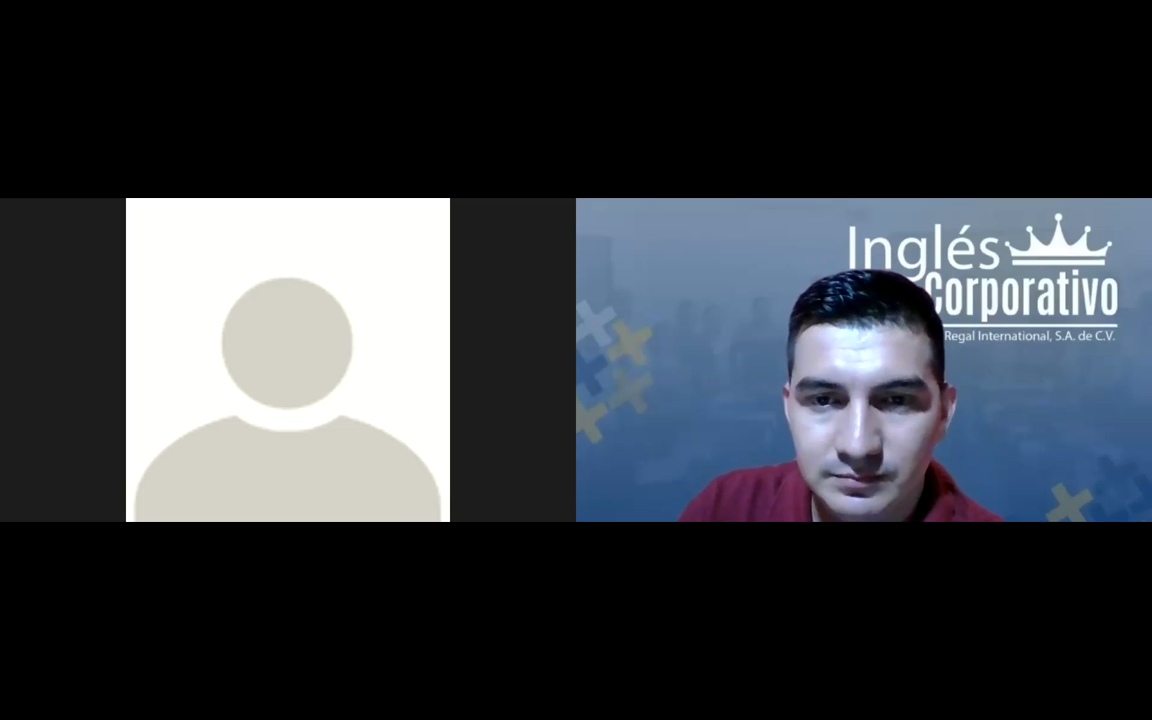 Inglés
Corporativo
Regal International, S.A. de C.V.